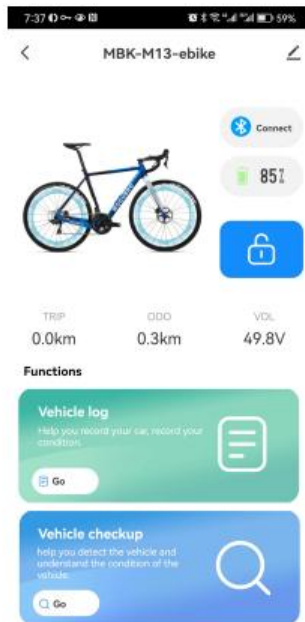 7:37 59%
MBK-M13-ebike
Connect
85%
TRIP ODO VOL
0.0km 0.3km 49.8V
Functions
Vehicle log
Help you record your car, record your
condition.
Go
Vehicle checkup
help you detect the vehicle and
understand the condition of the
vehicle.
Go